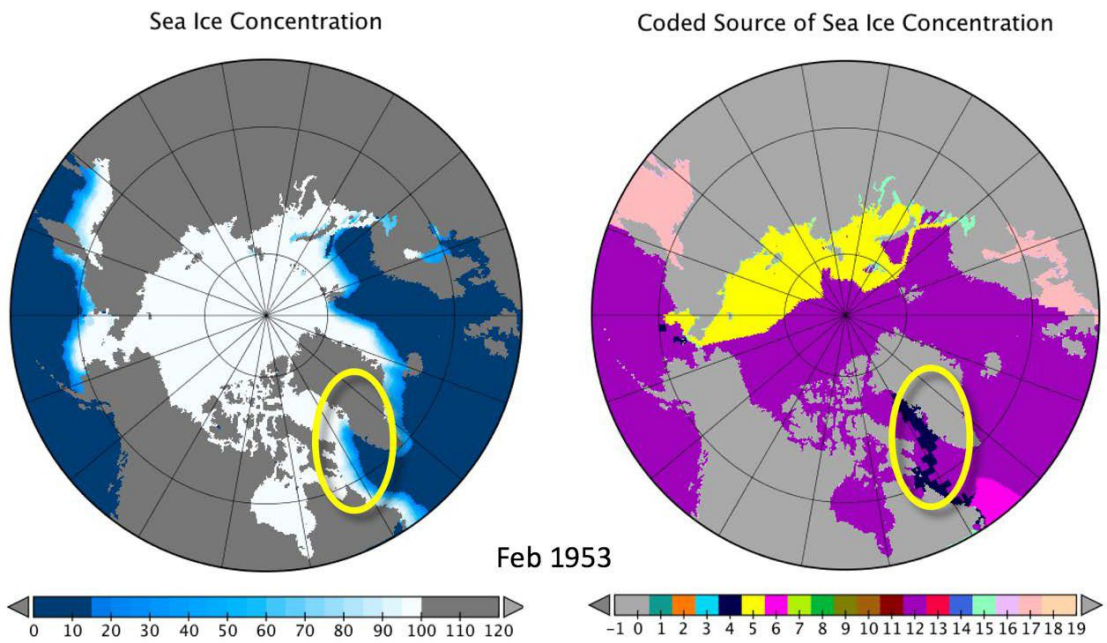 Sea Ice Concentration
Coded Source of Sea Ice Concentration
Feb 1953
0 10 20 30 40 50 60 70 80 90 100 110 120
-1 0 1 2 3 4 5 6 7 8 9 10 11 12 13 14 15 16 17 18 19